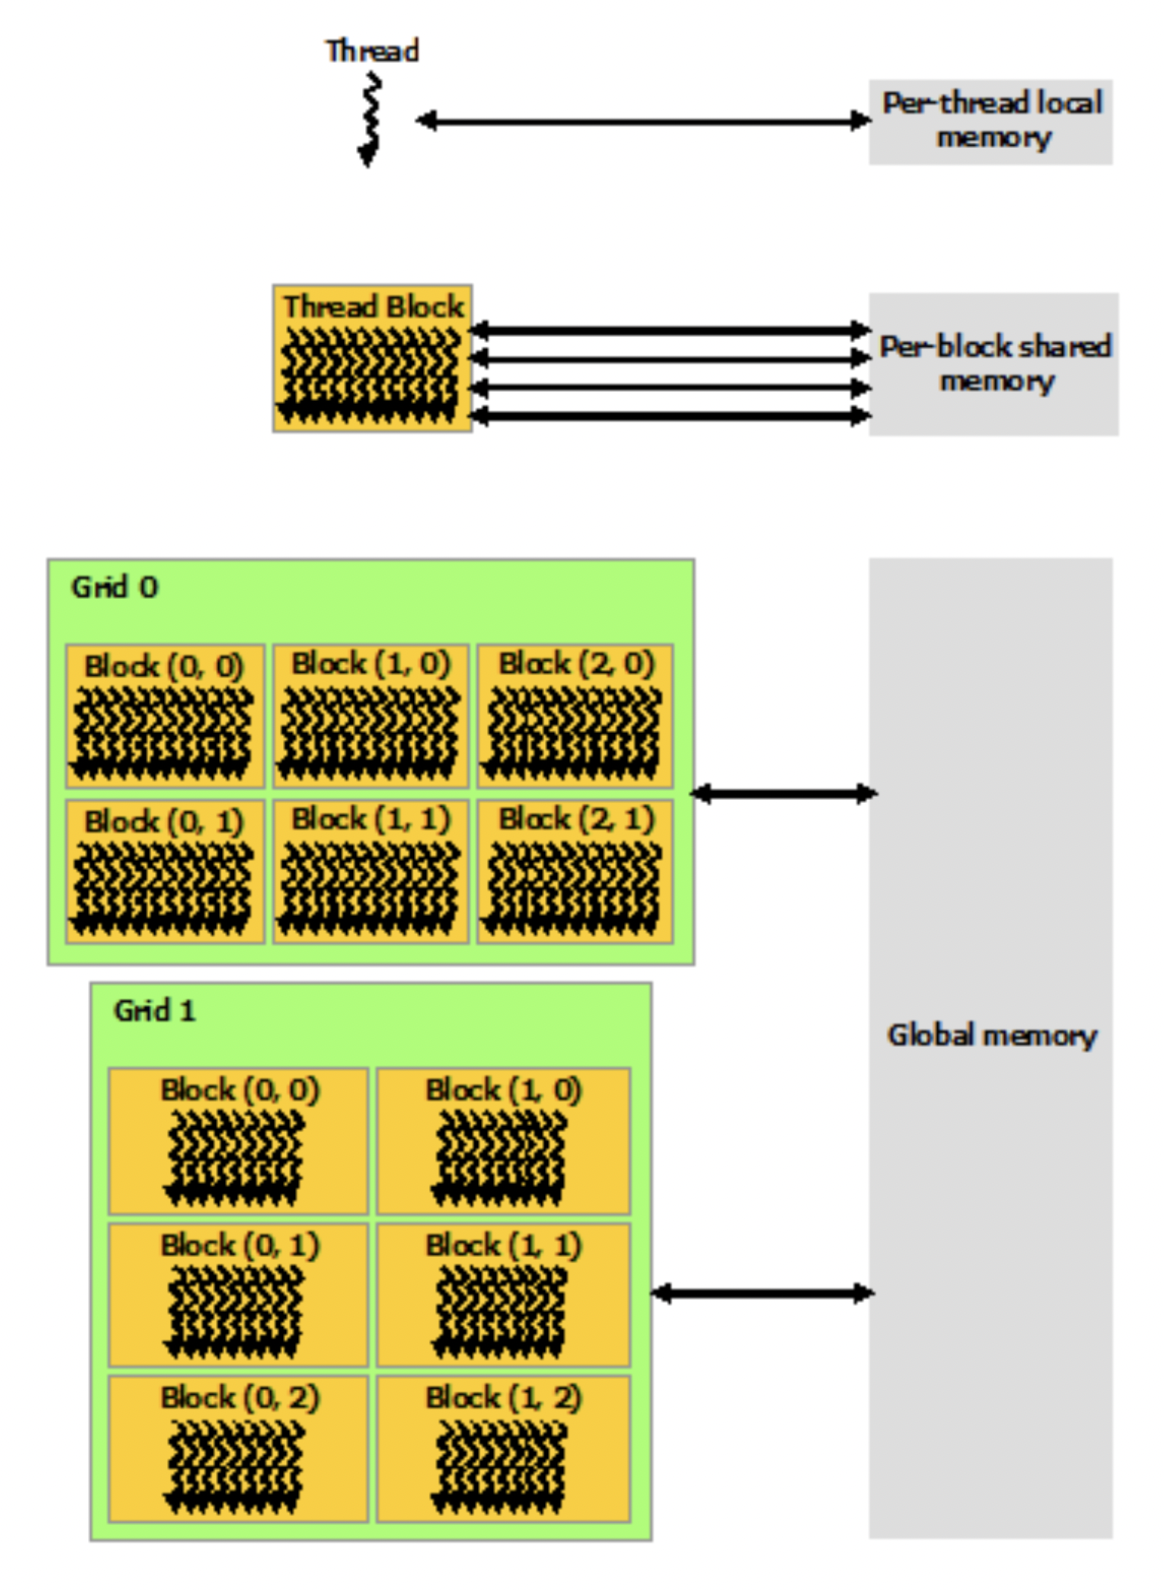 Thread
Per-thread local
memory
Thread Block
Per-block shared
memory
Grid 0
Block (0, 0)
Block (1, 0)
Block (2, 0)
Block (0, 1)
Block (1, 1)
Block (2, 1)
Grid 1
Block (0, 0)
Block (1, 0)
Block (0, 1)
Block (1, 1)
Block (0, 2)
Block (1, 2)
Global memory